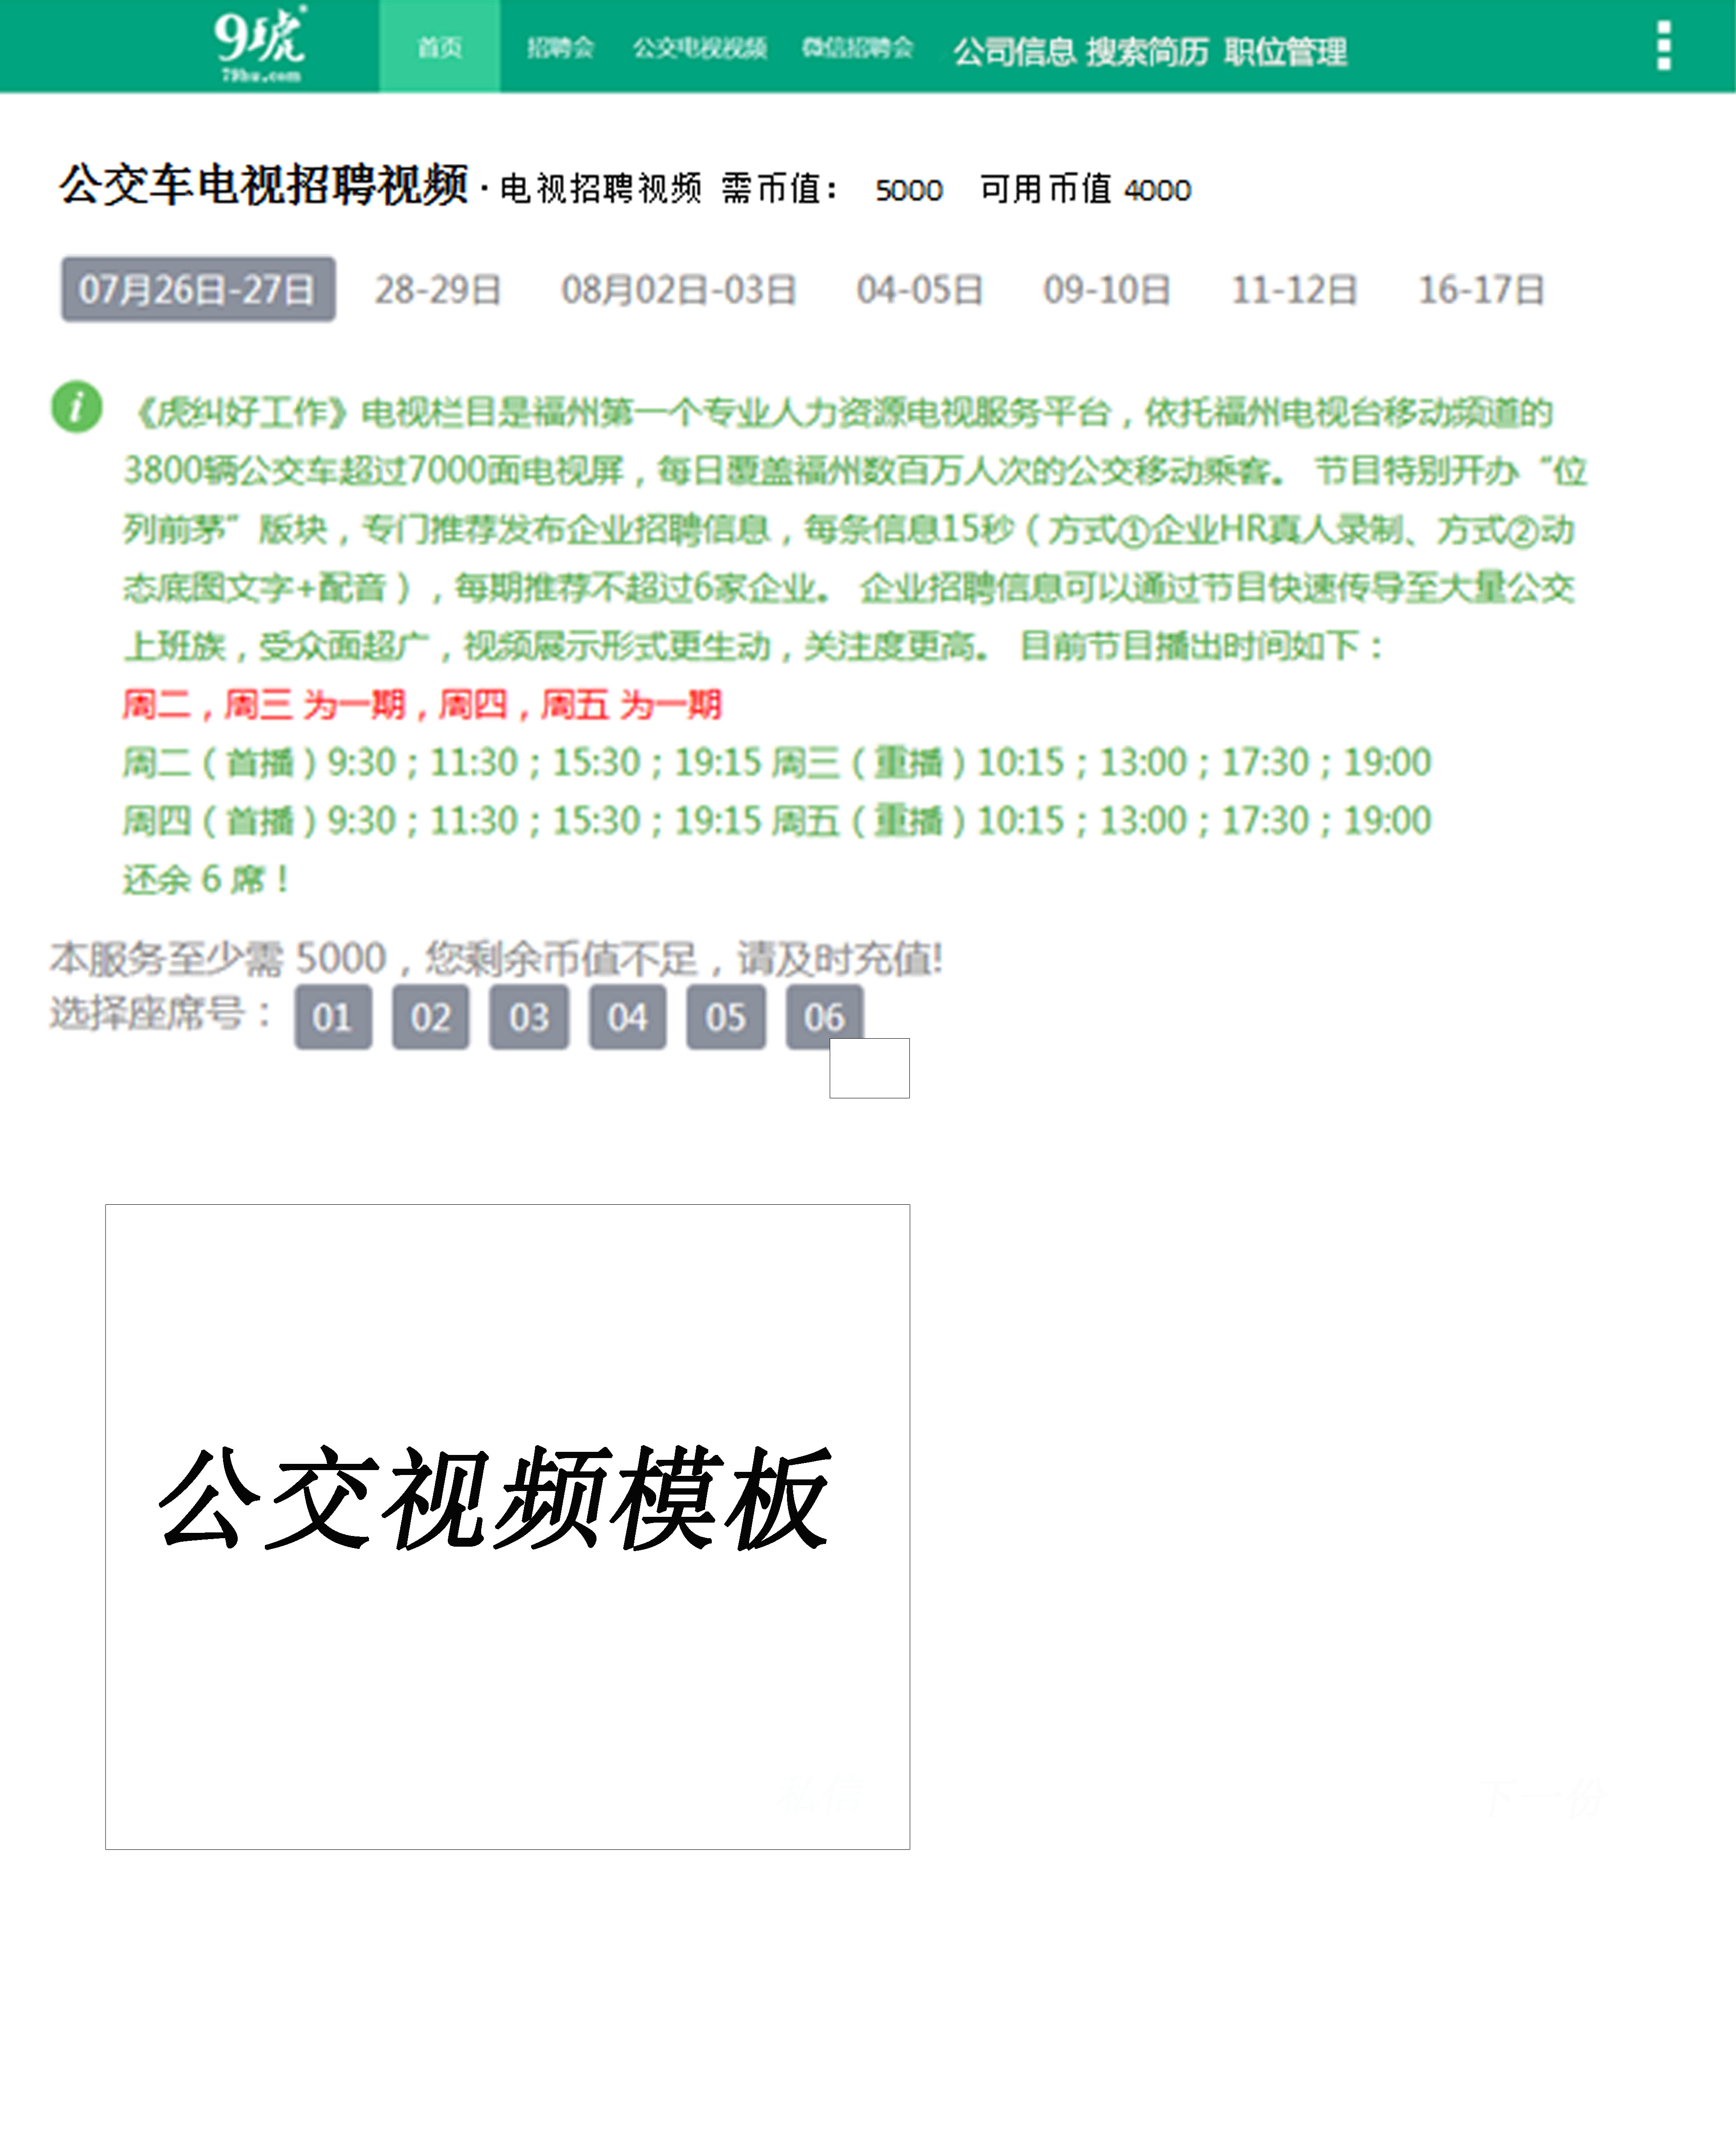 9琥
79hu.com
首页 招聘会 公交电视视频 微信招聘会 公司信息 搜索简历 职位管理
公交车电视招聘视频 · 电视招聘视频 需币值： 5000 可用币值 4000
07月26日-27日 28-29日 08月02日-03日 04-05日 09-10日 11-12日 16-17日
《虎纠好工作》电视栏目是福州第一个专业人力资源电视服务平台，依托福州电视台移动频道的
3800辆公交车超过7000面电视屏，每日覆盖福州数百万人次的公交移动乘客。 节目特别开办“位
列前茅”版块，专门推荐发布企业招聘信息，每条信息15秒（方式①企业HR真人录制、方式②动
态底图文字+配音），每期推荐不超过6家企业。 企业招聘信息可以通过节目快速传导至大量公交
上班族，受众面超广，视频展示形式更生动，关注度更高。 目前节目播出时间如下：
周二，周三 为一期，周四，周五 为一期
周二（首播）9:30；11:30；15:30；19:15 周三（重播）10:15；13:00；17:30；19:00
周四（首播）9:30；11:30；15:30；19:15 周五（重播）10:15；13:00；17:30；19:00
还余 6 席！
本服务至少需 5000，您剩余币值不足，请及时充值!
选择座席号： 01 02 03 04 05 06
公交视频模板
下一份